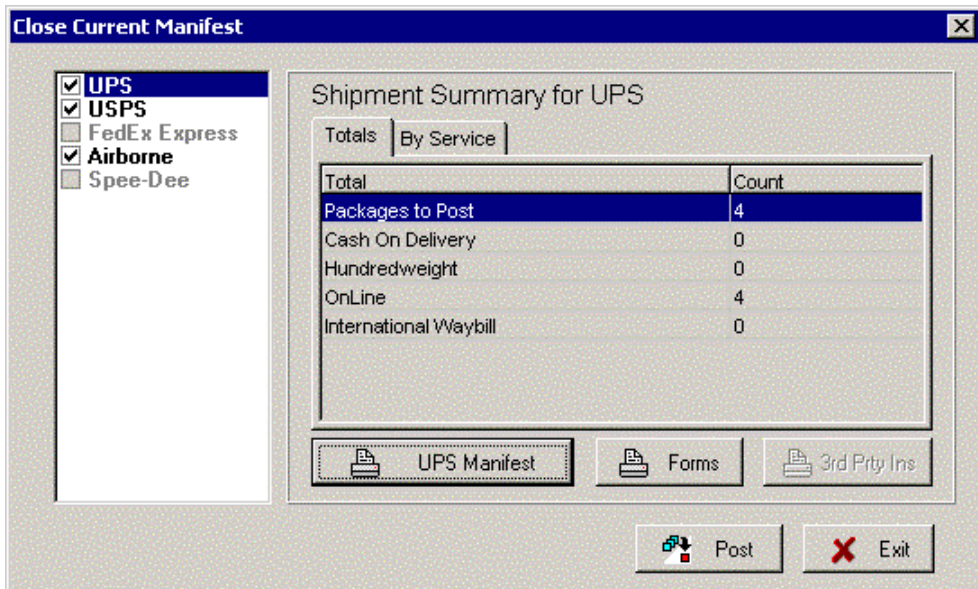 Close Current Manifest
UPS
USPS
FedEx Express
Airborne
Spee-Dee
Shipment Summary for UPS
Totals By Service
Total Count
Packages to Post 4
Cash On Delivery 0
Hundredweight 0
OnLine 4
International Waybill 0
UPS Manifest Forms 3rd Prty Ins
Post Exit